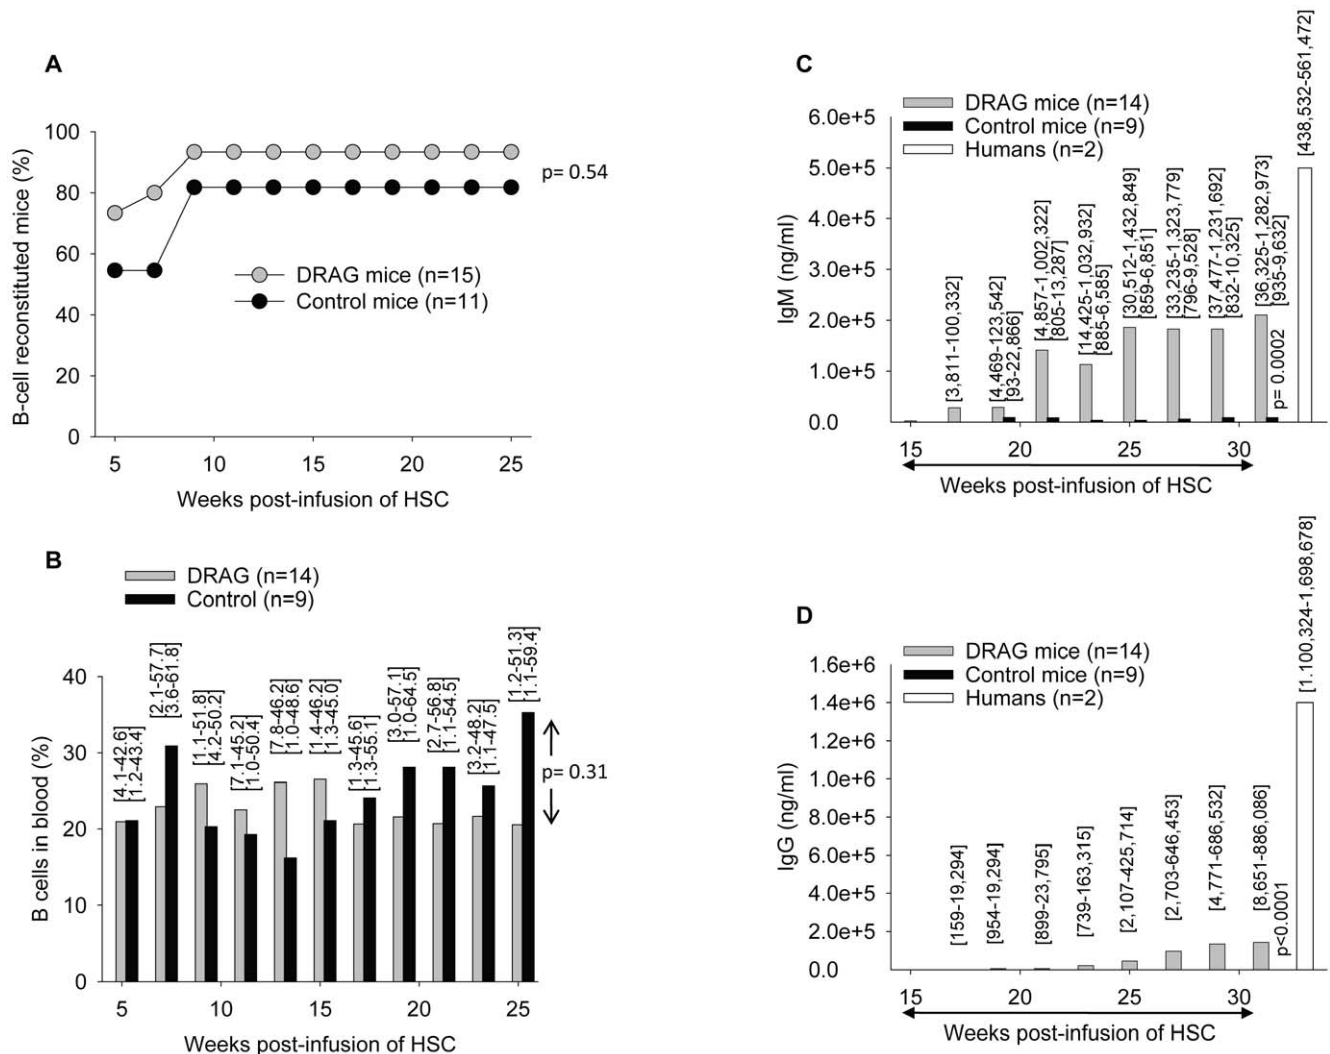 A
B-cell reconstituted mice (%)
100
80
60
40
20
0
p= 0.54
DRAG mice (n=15)
Control mice (n=11)
5
10
15
20
25
Weeks post-infusion of HSC
B
DRAG (n=14)
Control (n=9)
B cells in blood (%)
40
30
20
10
0
[4.1-42.6]
[1.2-43.4]
[2.1-57.7]
[3.6-61.8]
[1.1-51.8]
[4.2-50.2]
[7.1-45.2]
[1.0-50.4]
[7.8-46.2]
[1.0-48.6]
[1.4-46.2]
[1.3-45.0]
[1.3-45.6]
[1.3-55.1]
[3.0-57.1]
[1.0-64.5]
[2.7-56.8]
[1.1-54.5]
[3.2-48.2]
[1.1-47.5]
[1.2-51.3]
[1.1-59.4]
p= 0.31
5
10
15
20
25
Weeks post-infusion of HSC
C
DRAG mice (n=14)
Control mice (n=9)
Humans (n=2)
IgM (ng/ml)
6.0e+5
5.0e+5
4.0e+5
3.0e+5
2.0e+5
1.0e+5
0.0
[3,811-100,332]
[4,469-123,542]
[93-22,866]
[4,857-1,002,322]
[805-13,287]
[14,425-1,032,932]
[885-6,585]
[30,512-1,432,849]
[859-6,851]
[33,235-1,323,779]
[796-9,528]
[37,477-1,231,692]
[832-10,325]
[36,325-1,282,973]
[935-9,632]
p= 0.0002
[438,532-561,472]
15
20
25
30
Weeks post-infusion of HSC
D
DRAG mice (n=14)
Control mice (n=9)
Humans (n=2)
IgG (ng/ml)
1.6e+6
1.4e+6
1.2e+6
1.0e+6
8.0e+5
6.0e+5
4.0e+5
2.0e+5
0.0
[159-19,294]
[954-19,294]
[899-23,795]
[739-163,315]
[2,107-425,714]
[2,703-646,453]
[4,771-686,532]
[8,651-886,086]
p<0.0001
[1.100,324-1,698,678]
15
20
25
30
Weeks post-infusion of HSC